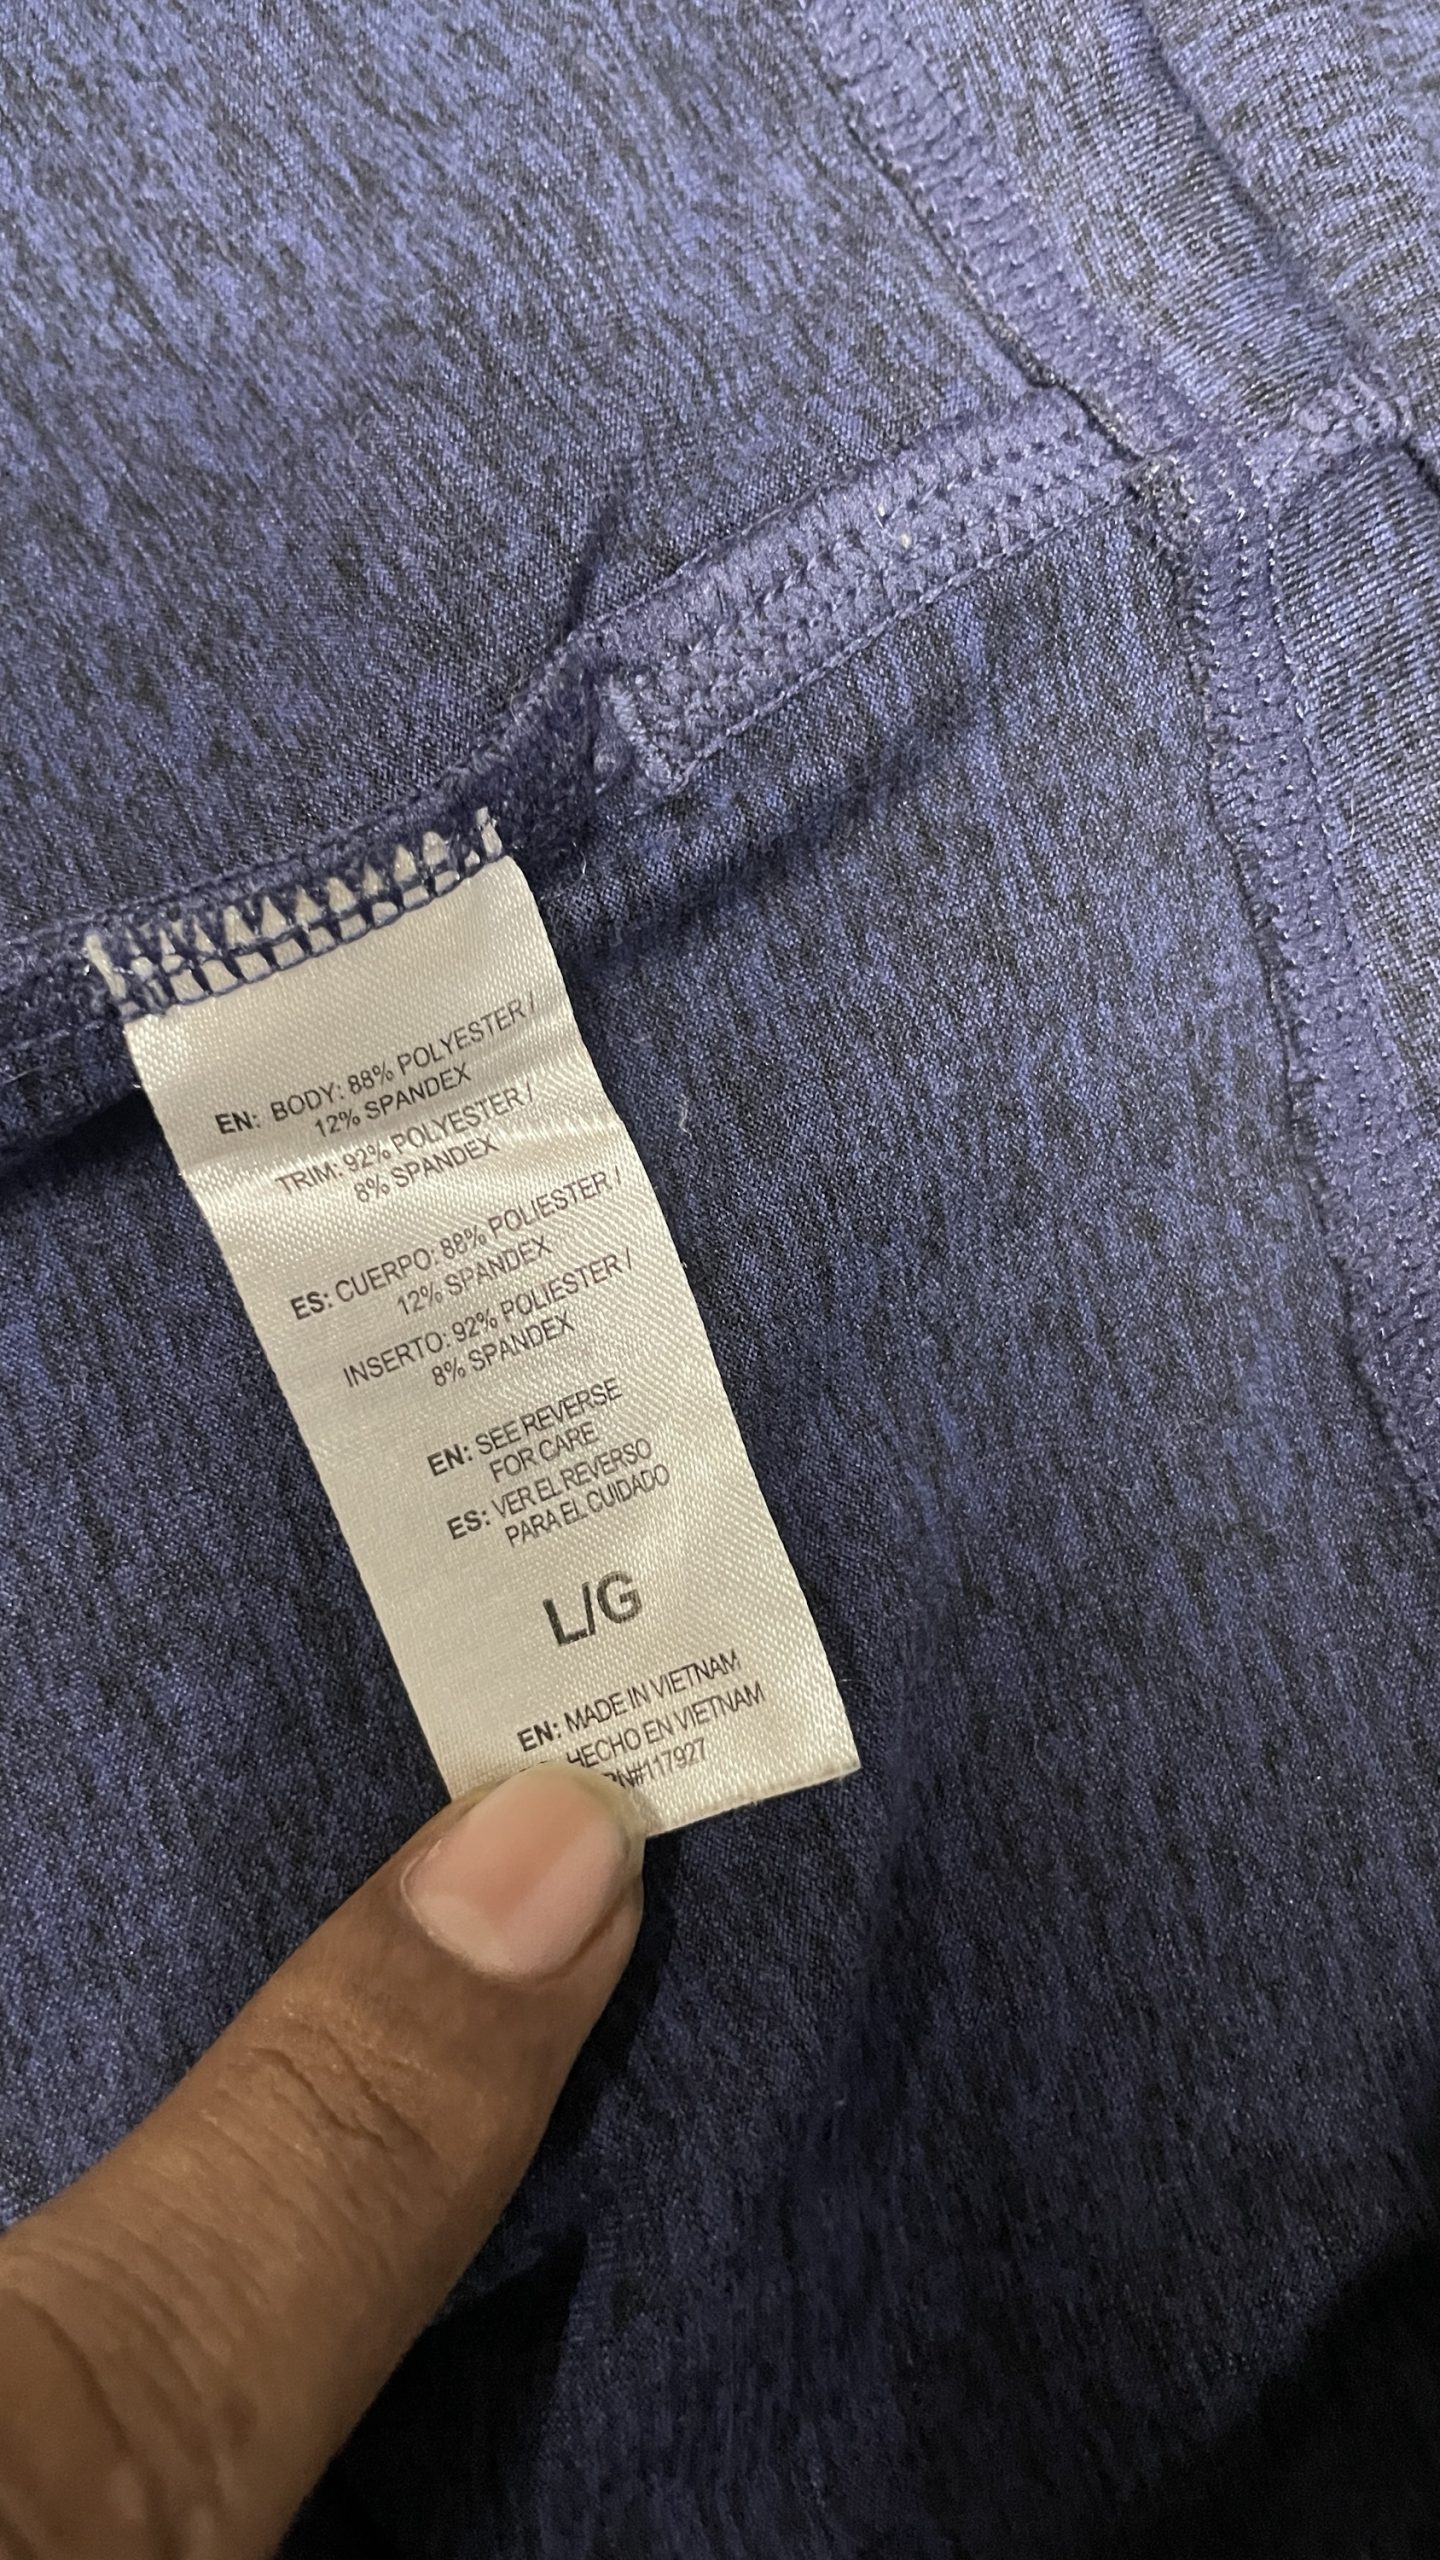 EN: BODY: 88% POLYESTER /
12% SPANDEX
TRIM: 92% POLYESTER /
8% SPANDEX
ES: CUERPO: 88% POLIESTER /
12% SPANDEX
INSERTO: 92% POLIESTER /
8% SPANDEX
EN: SEE REVERSE
FOR CARE
ES: VER EL REVERSO
PARA EL CUIDADO
L/G
EN: MADE IN VIETNAM
HECHO EN VIETNAM
RN#117927